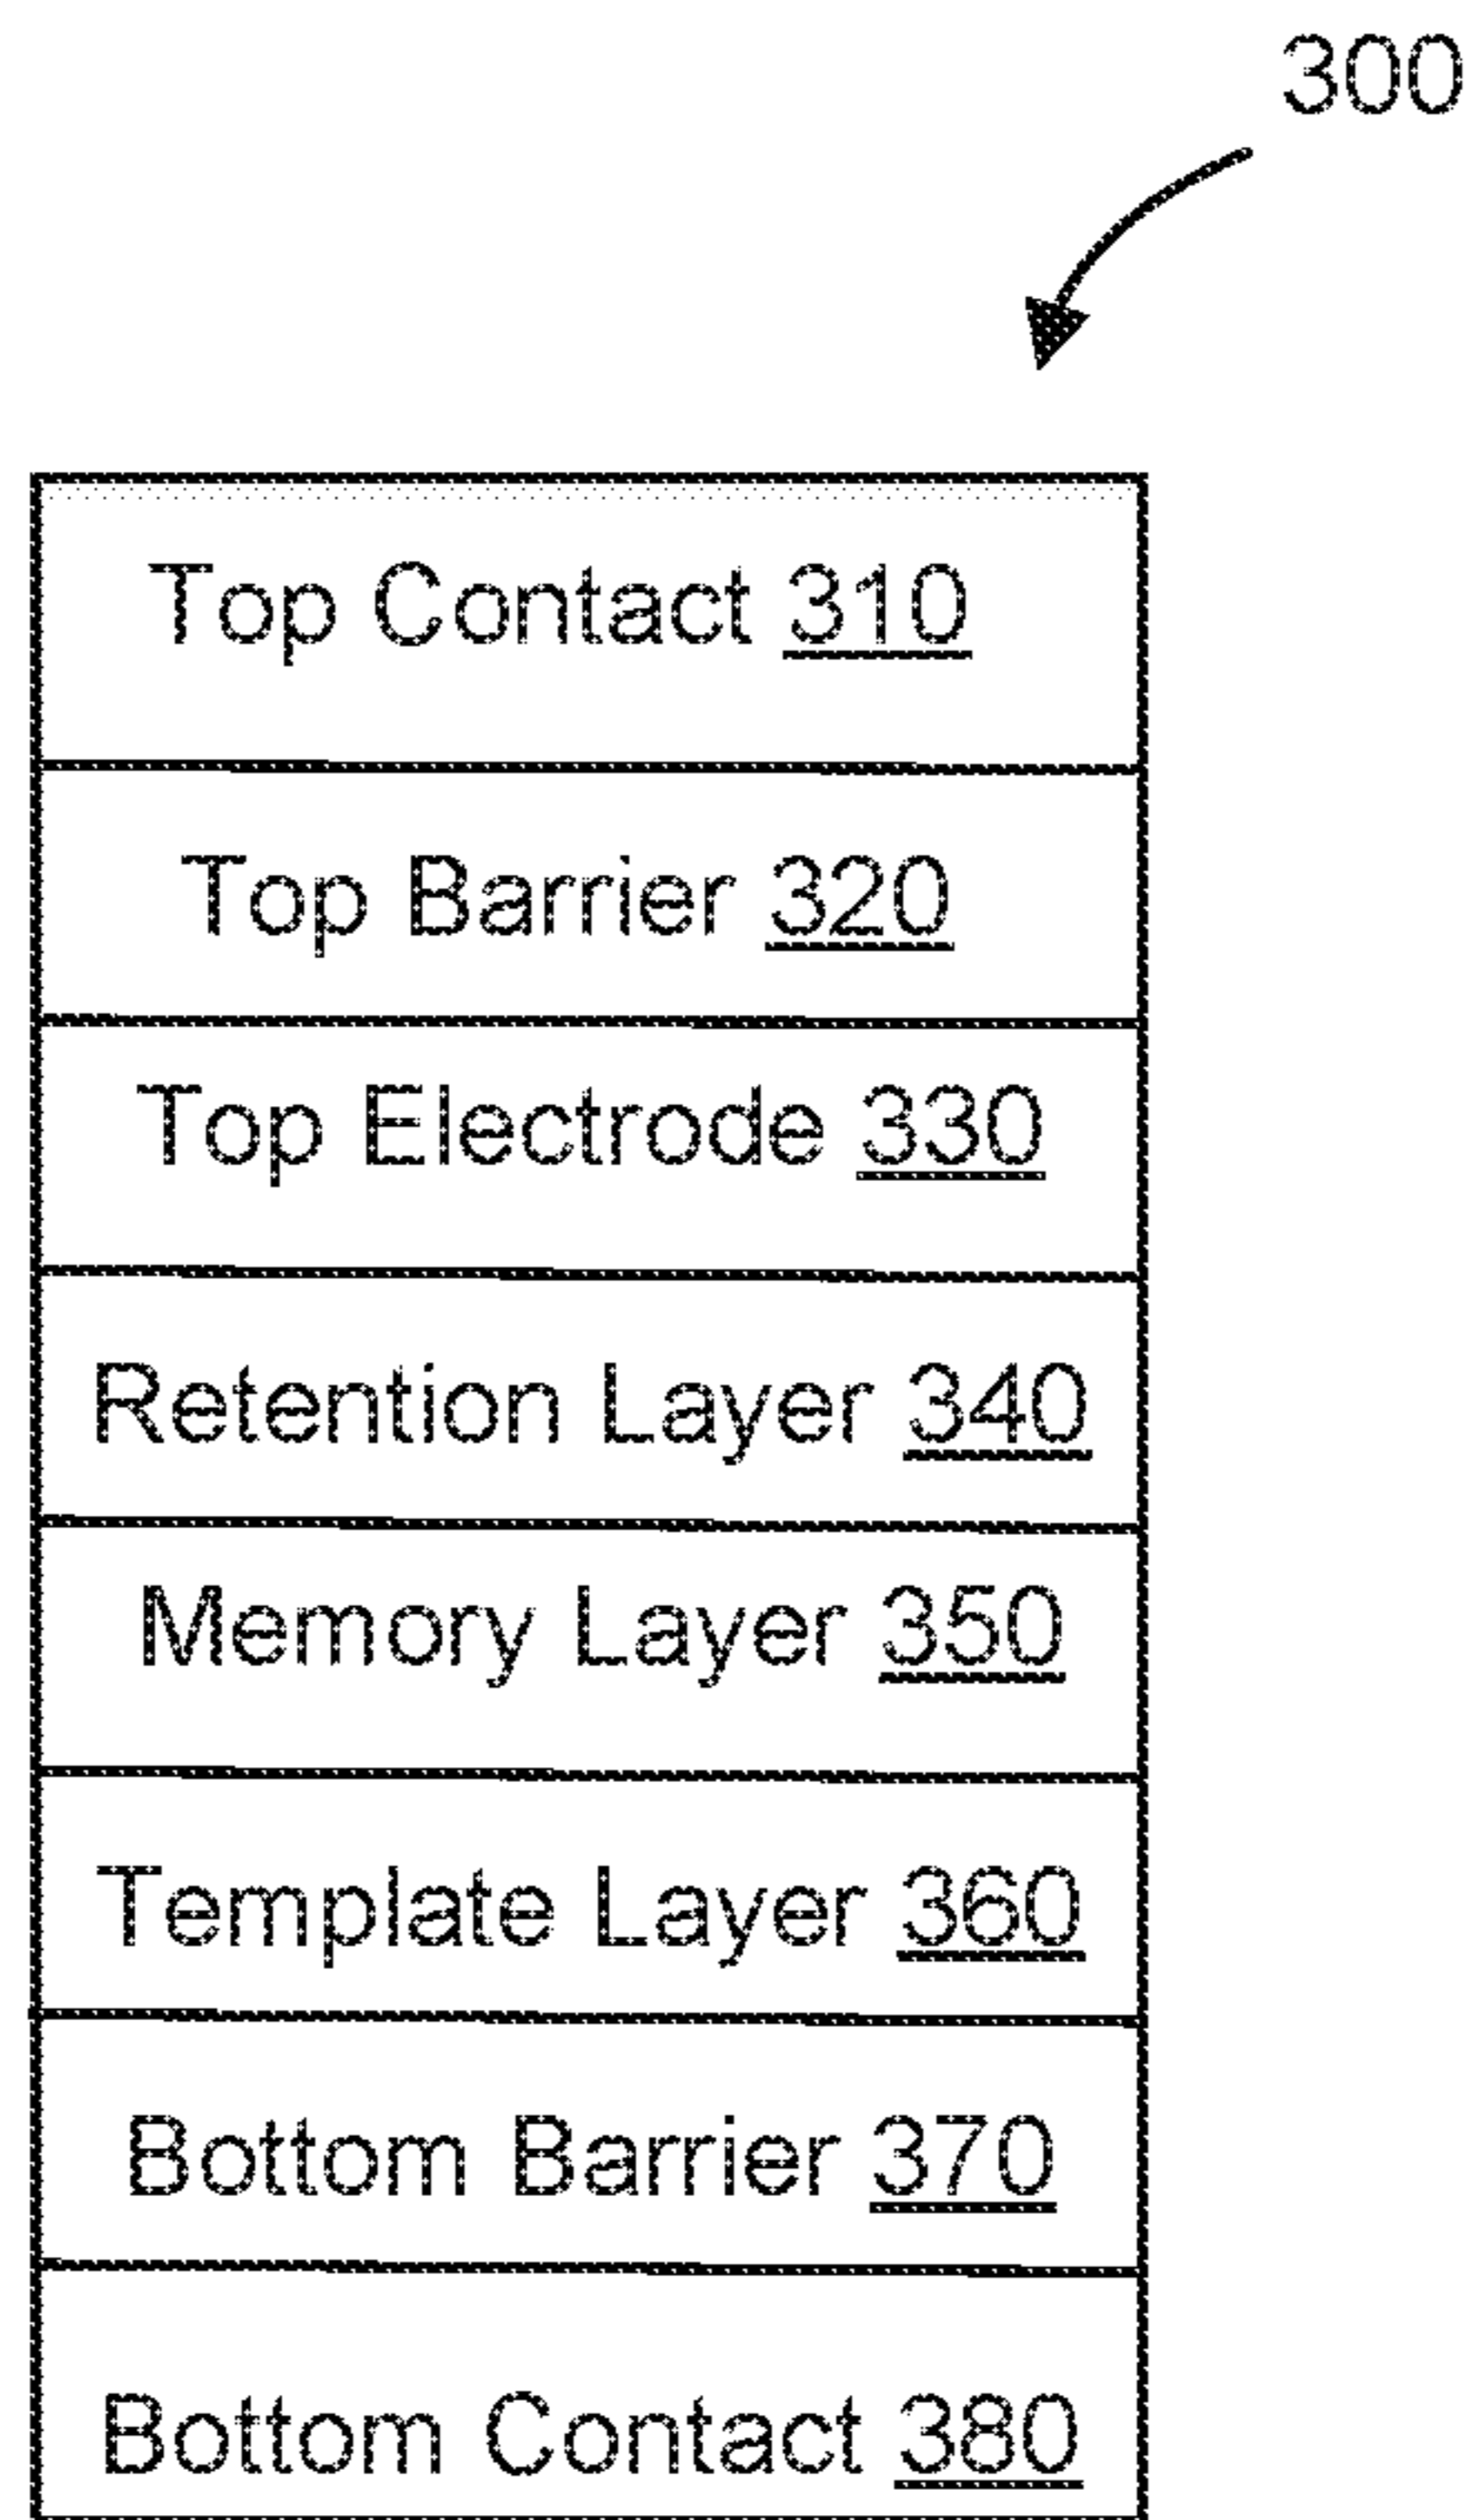 300
Top Contact 310
Top Barrier 320
Top Electrode 330
Retention Layer 340
Memory Layer 350
Template Layer 360
Bottom Barrier 370
Bottom Contact 380